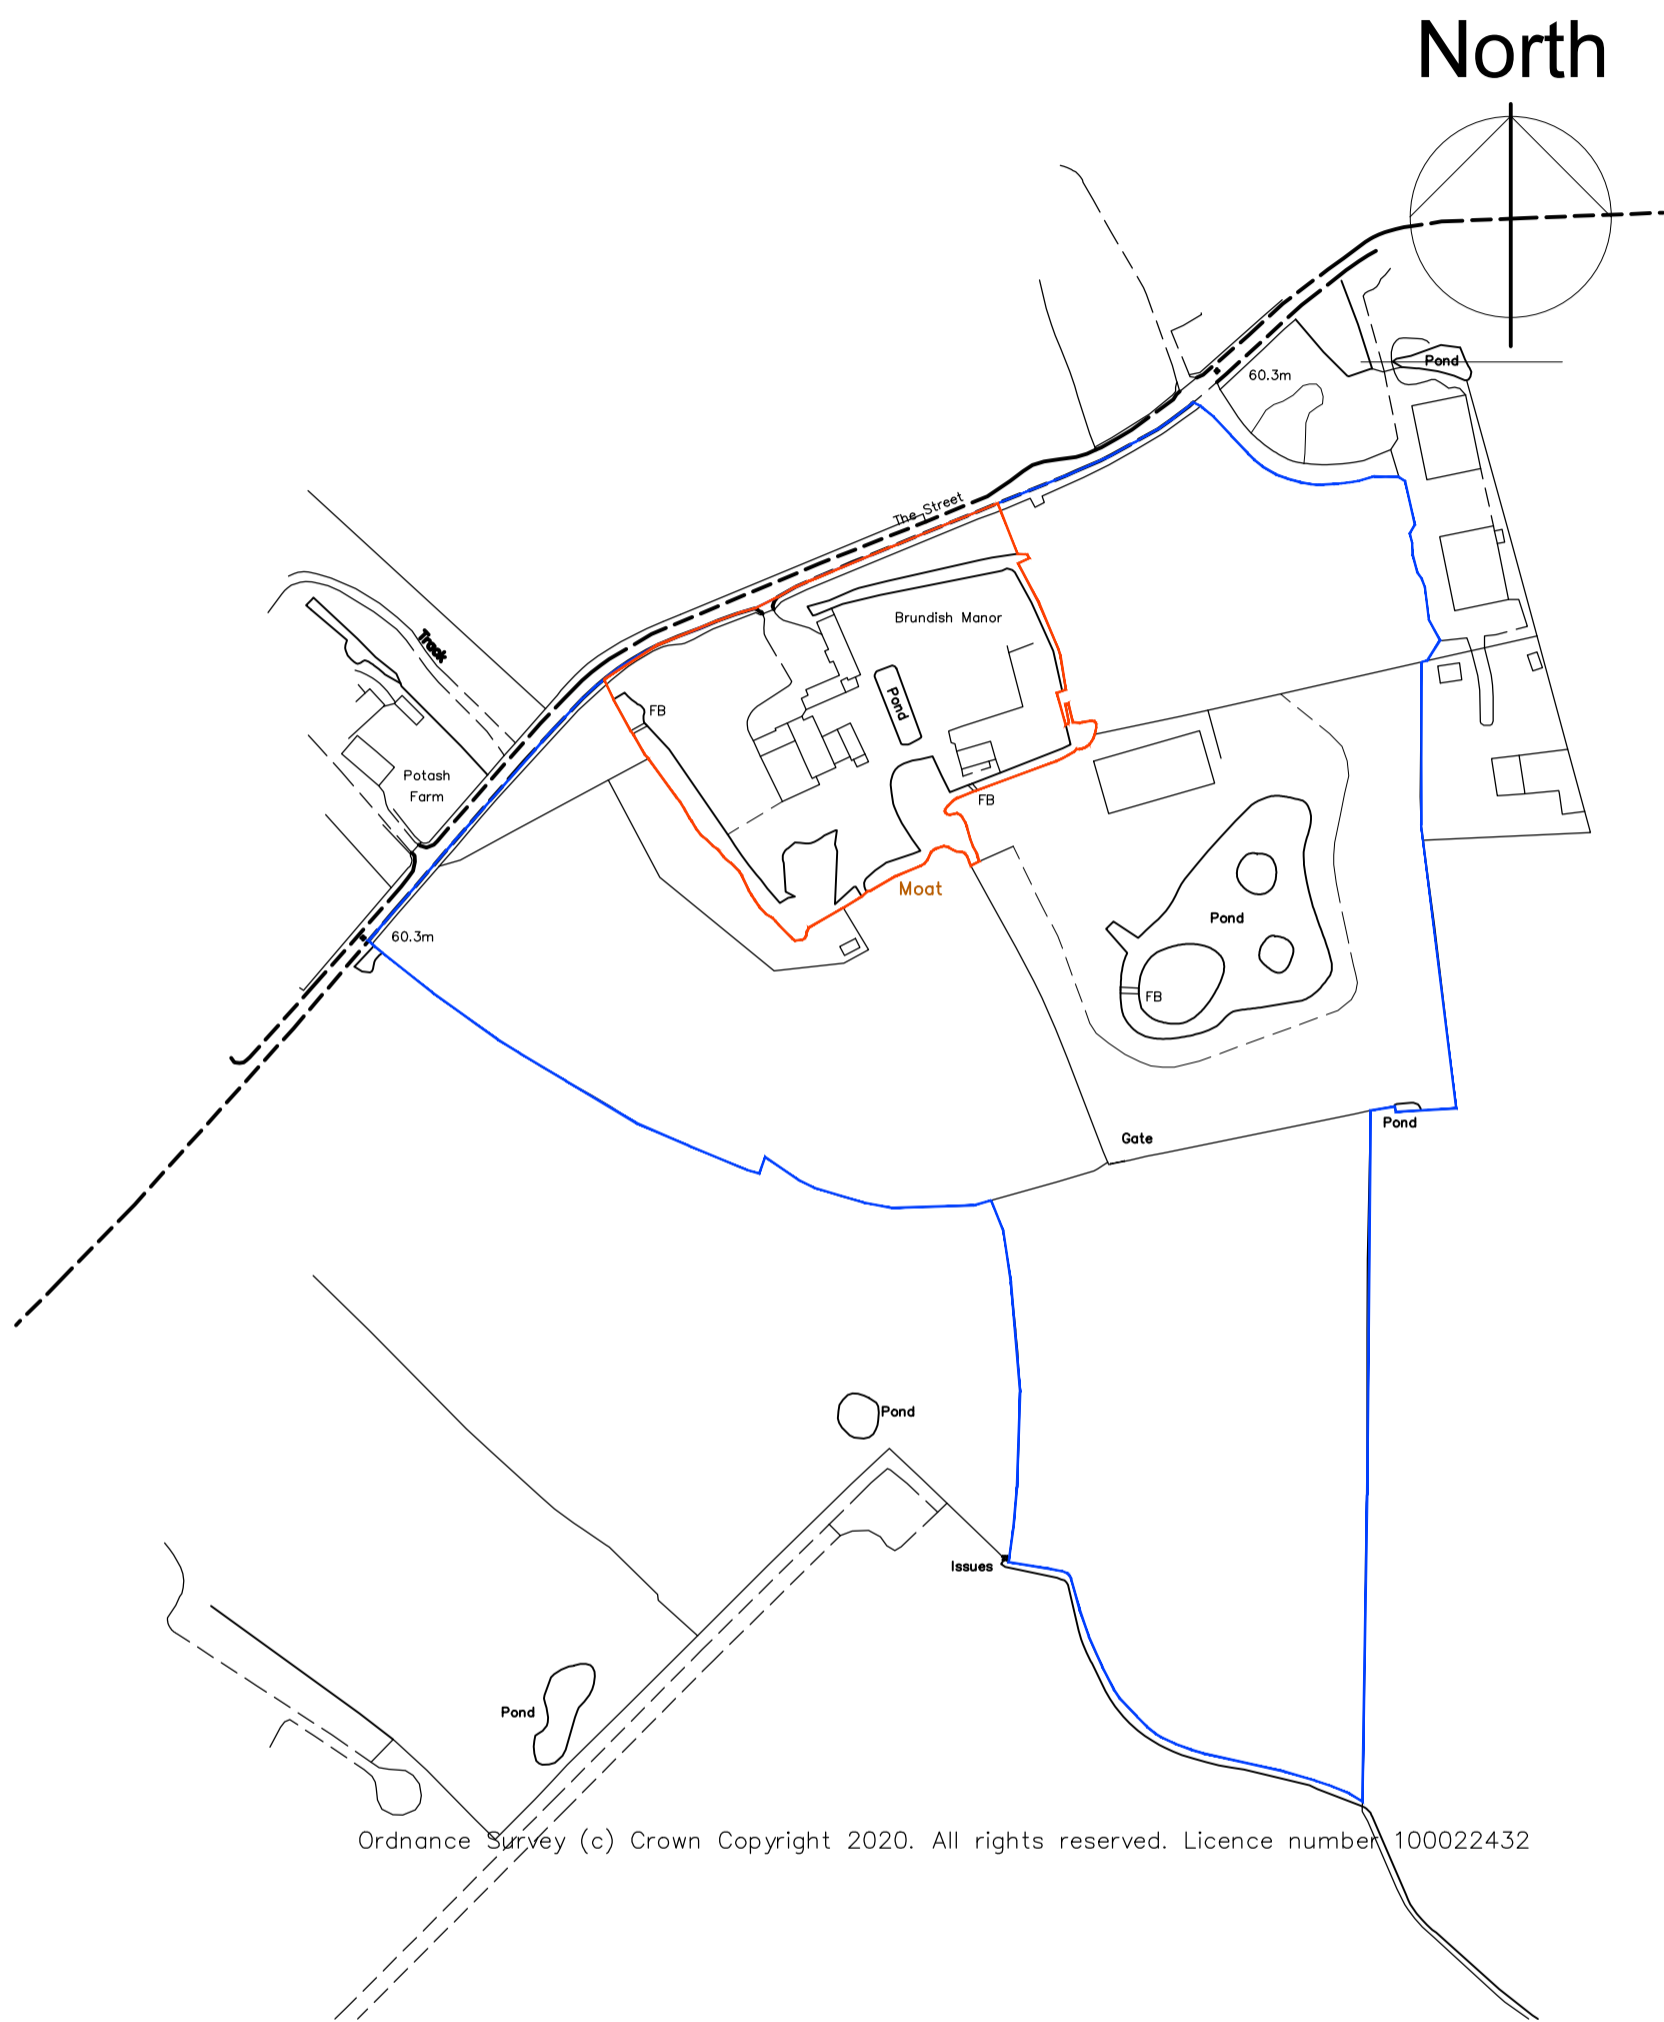 North
Pond
60.3m
The Street
Brundish Manor
Track
Pond
FB
Potash
Farm
FB
Moat
Pond
60.3m
FB
Pond
Gate
Pond
Issues
Pond
Ordnance Survey (c) Crown Copyright 2020. All rights reserved. Licence number 100022432